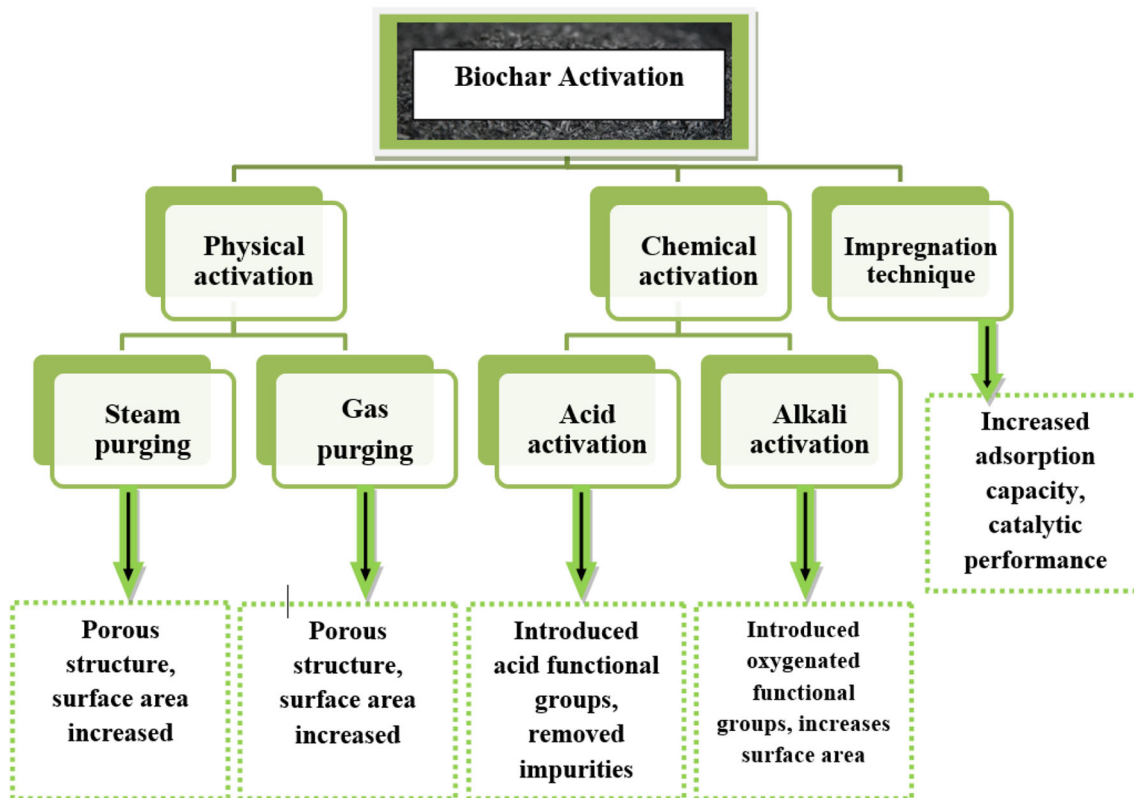 Biochar Activation
Physical
activation
Chemical
activation
Impregnation
technique
Steam
purging
Gas
purging
Acid
activation
Alkali
activation
Increased
adsorption
capacity,
catalytic
performance
Porous
structure,
surface area
increased
Porous
structure,
surface area
increased
Introduced
acid functional
groups,
removed
impurities
Introduced
oxygenated
functional
groups, increases
surface area